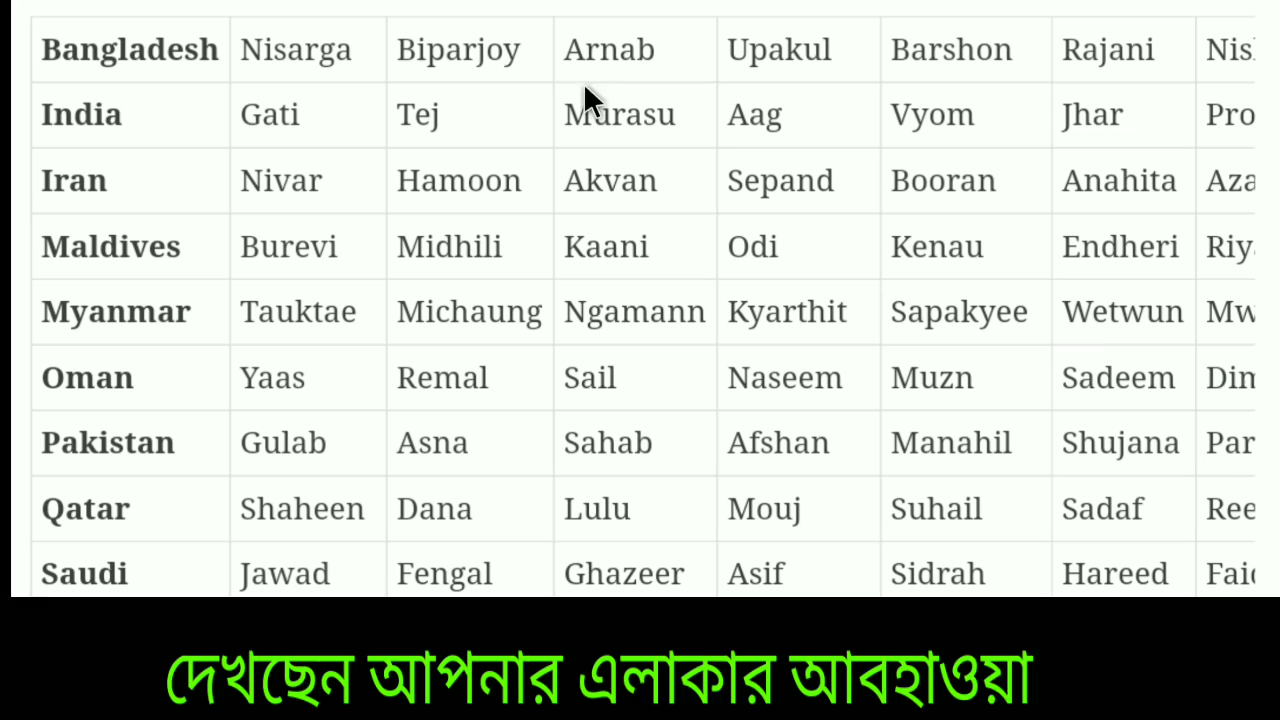 Bangladesh Nisarga Biparjoy Arnab Upakul Barshon Rajani
India Gati Tej Murasu Aag Vyom Jhar
Iran Nivar Hamoon Akvan Sepand Booran Anahita
Maldives Burevi Midhili Kaani Odi Kenau Endheri
Myanmar Tauktae Michaung Ngamann Kyarthit Sapakyee Wetwun
Oman Yaas Remal Sail Naseem Muzn Sadeem
Pakistan Gulab Asna Sahab Afshan Manahil Shujana
Qatar Shaheen Dana Lulu Mouj Suhail Sadaf
Saudi Jawad Fengal Ghazeer Asif Sidrah Hareed
দেখছেন আপনার এলাকার আবহাওয়া